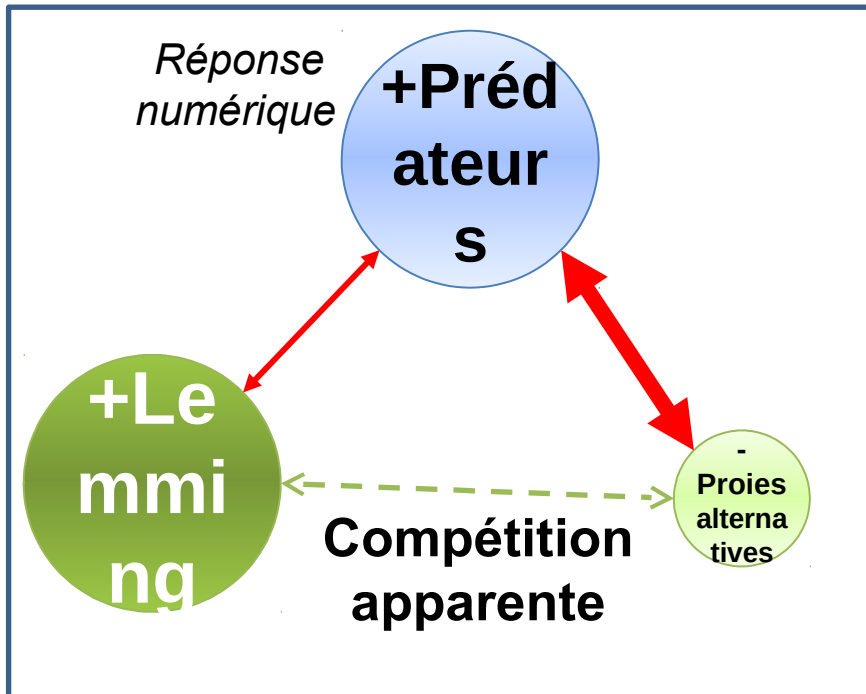 Réponse
numérique
+Préd
ateur
s
+Le
mmi
ng
-
Proies
alterna
tives
Compétition
apparente